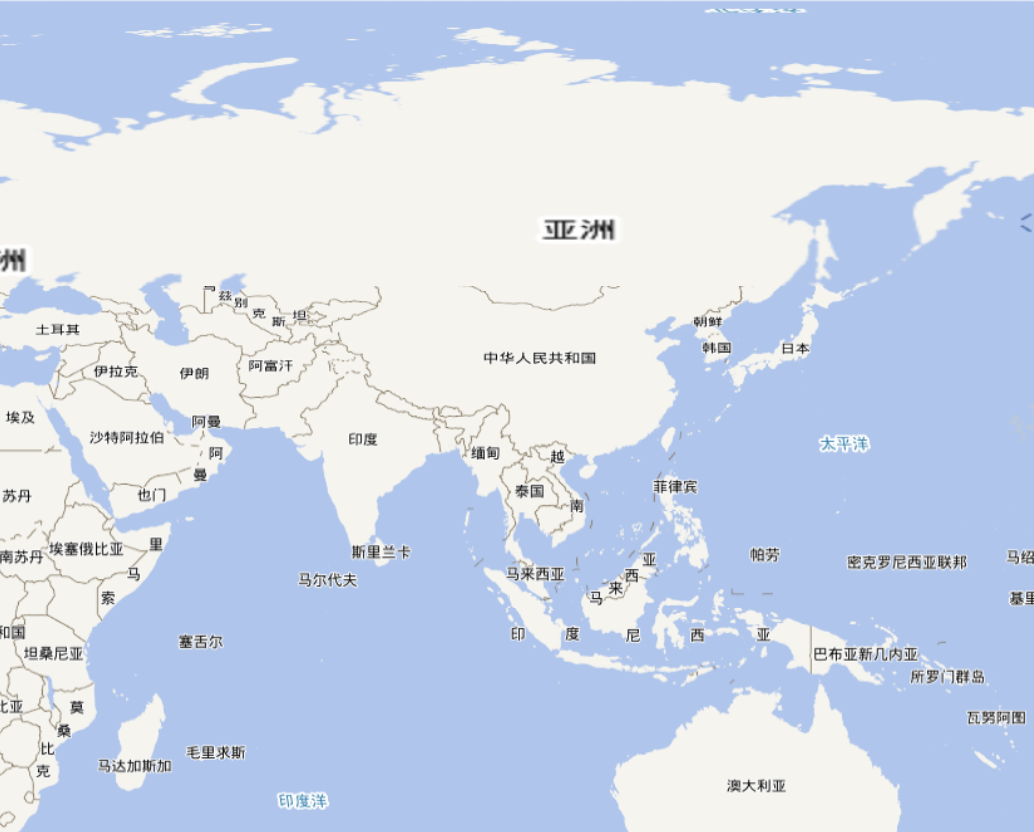 亚洲
洲
兹别克斯坦
土耳其
朝鲜
韩国
日本
中华人民共和国
伊拉克
伊朗
阿富汗
埃及
沙特阿拉伯
阿曼
阿曼
印度
缅甸
越南
太平洋
苏丹
也门
泰国
菲律宾
南苏丹
埃塞俄比亚
索马里
斯里兰卡
马尔代夫
马来西亚
马来西亚
帕劳
密克罗尼西亚联邦
马绍
基里
和国
坦桑尼亚
塞舌尔
印度尼西亚
巴布亚新几内亚
所罗门群岛
比亚
莫桑比克
瓦努阿图
马达加斯加
毛里求斯
印度洋
澳大利亚